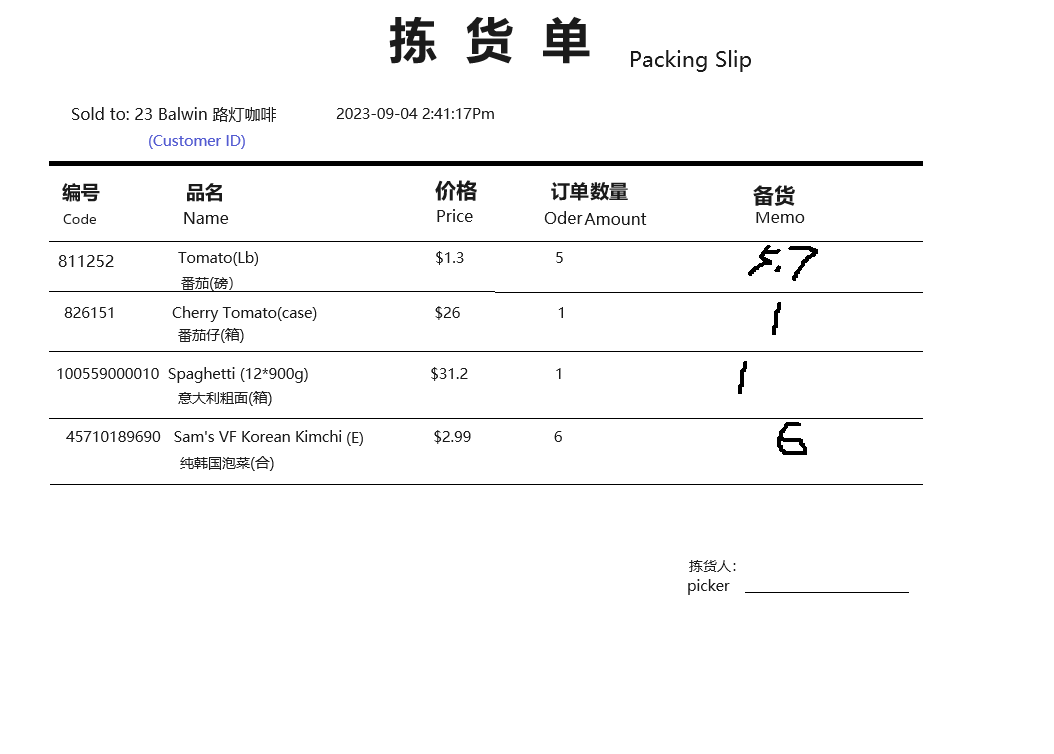 拣 货 单 Packing Slip
Sold to: 23 Balwin 路灯咖啡 2023-09-04 2:41:17Pm
(Customer ID)
编号 品名 价格 订单数量 备货
Code Name Price Oder Amount Memo
811252 Tomato(Lb) $1.3 5 5.7
番茄(磅)
826151 Cherry Tomato(case) $26 1 1
番茄仔(箱)
100559000010 Spaghetti (12*900g) $31.2 1 1
意大利粗面(箱)
45710189690 Sam's VF Korean Kimchi (E) $2.99 6 6
纯韩国泡菜(合)
拣货人:
picker